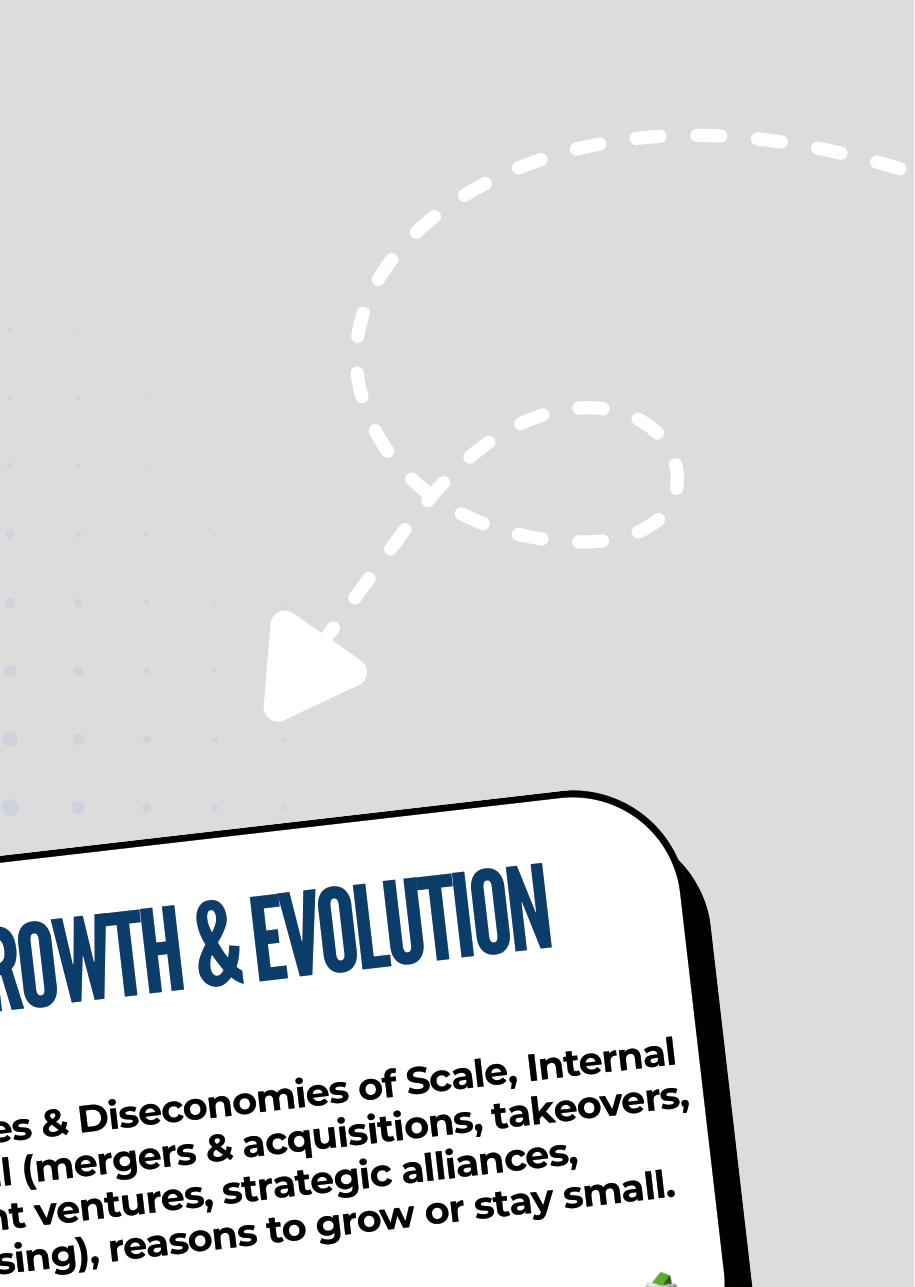 ROWTH & EVOLUTION
es & Diseconomies of Scale, Internal
l (mergers & acquisitions, takeovers,
nt ventures, strategic alliances,
sing), reasons to grow or stay small.